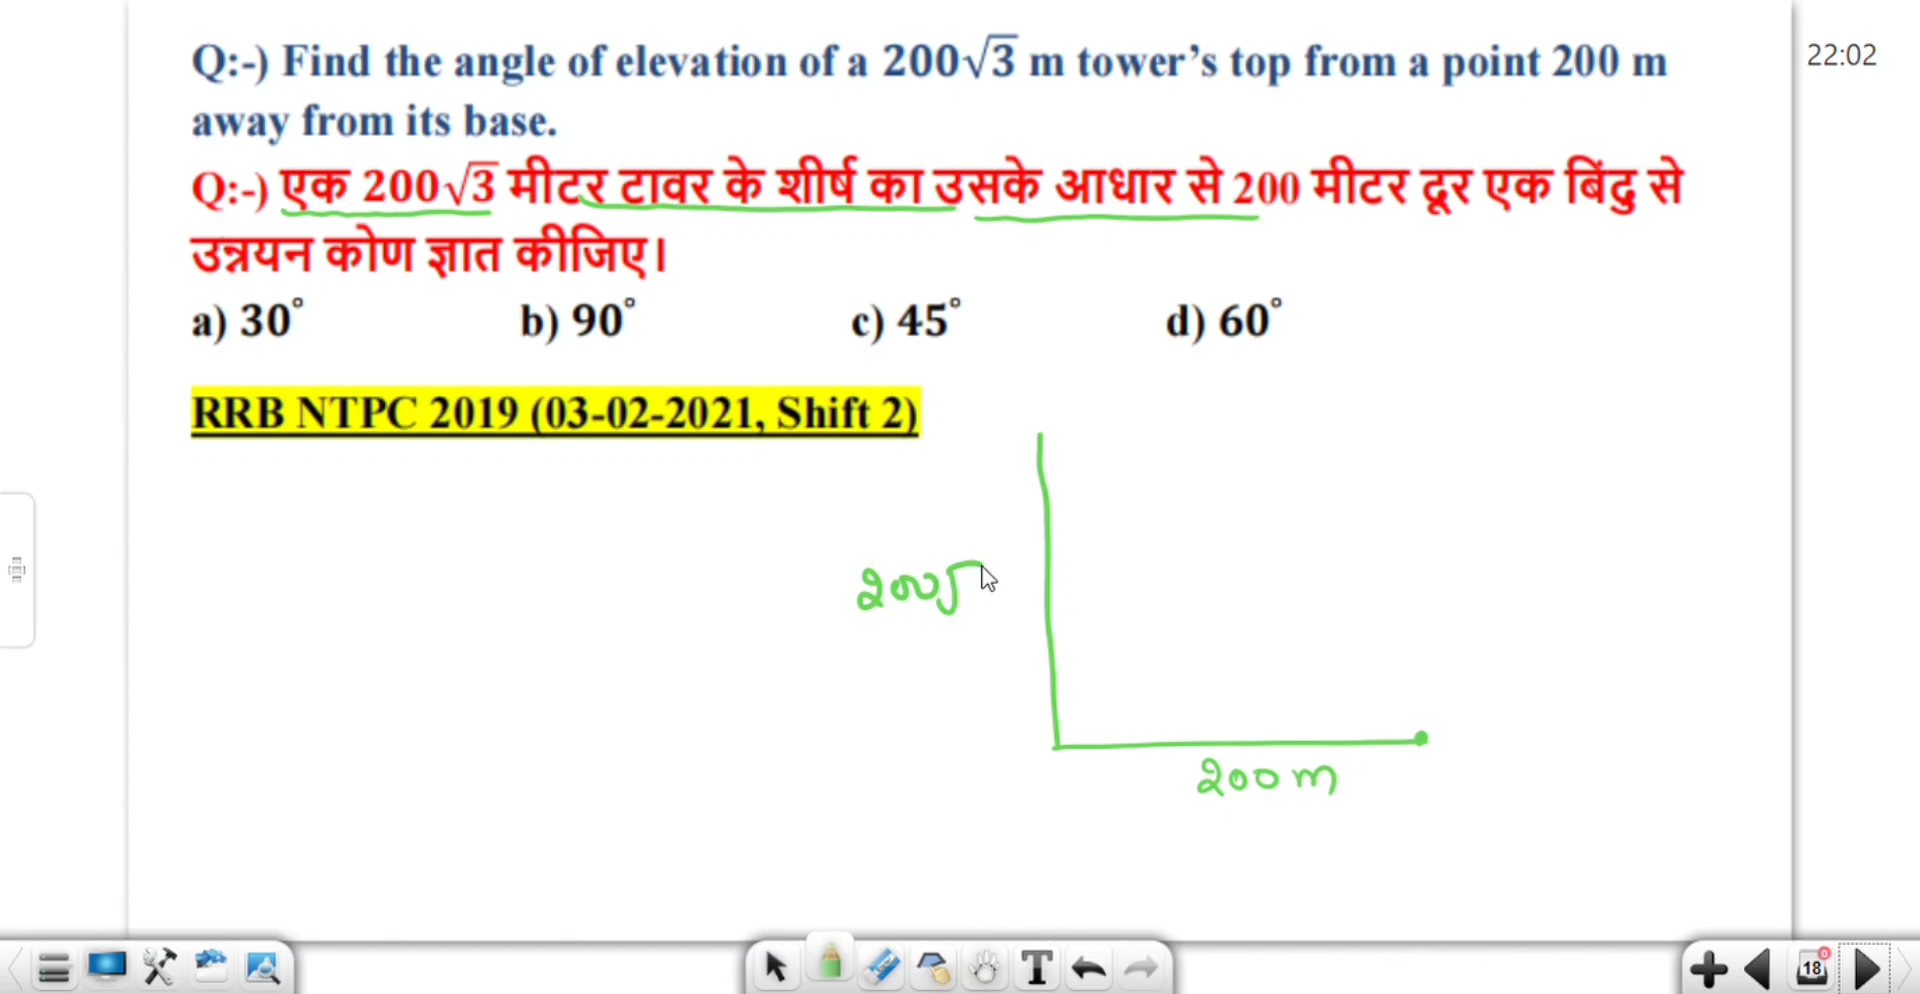 Q:-) Find the angle of elevation of a 200√3 m tower’s top from a point 200 m
away from its base.
Q:-) एक 200√3 मीटर टावर के शीर्ष का उसके आधार से 200 मीटर दूर एक बिंदु से
उन्नयन कोण ज्ञात कीजिए।
a) 30° b) 90° c) 45° d) 60°
RRB NTPC 2019 (03-02-2021, Shift 2)
200√
200 m
22:02
T
18
0